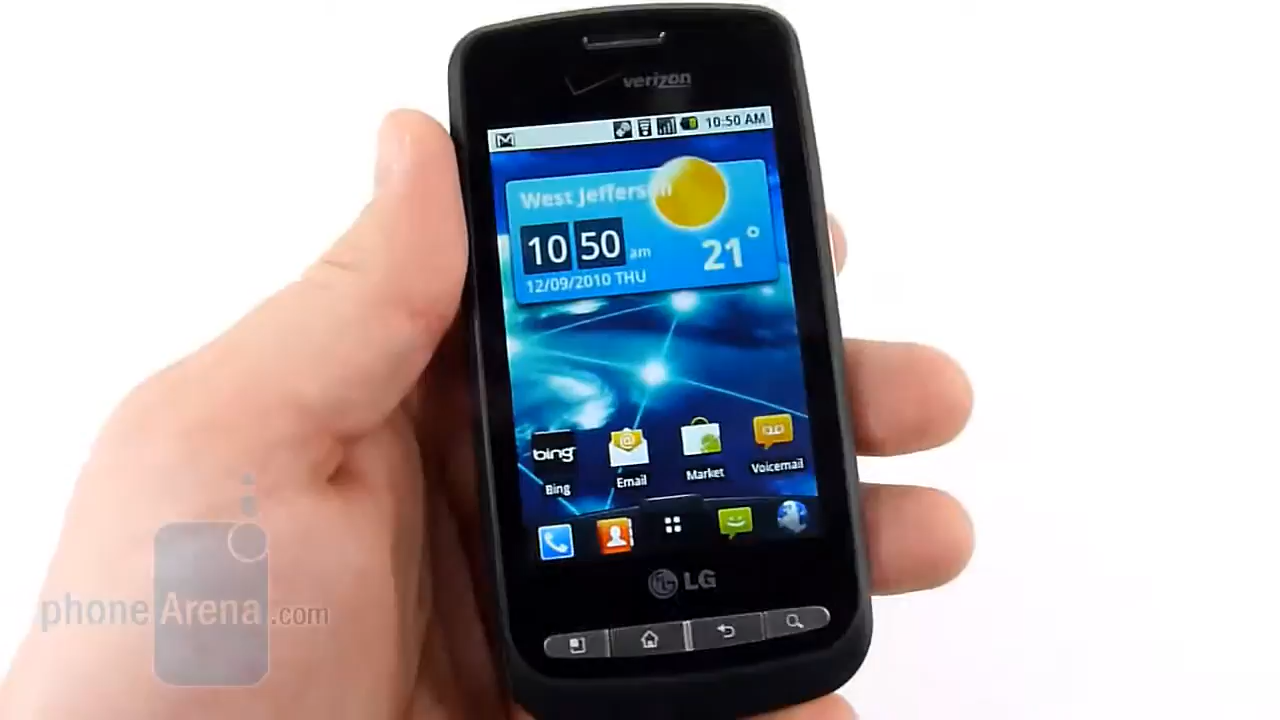 verizon
10:50 AM
West Jefferson
10 50 am
21°
12/09/2010 THU
bing
Bing
Email
Market
Voicemail
LG
phoneArena.com